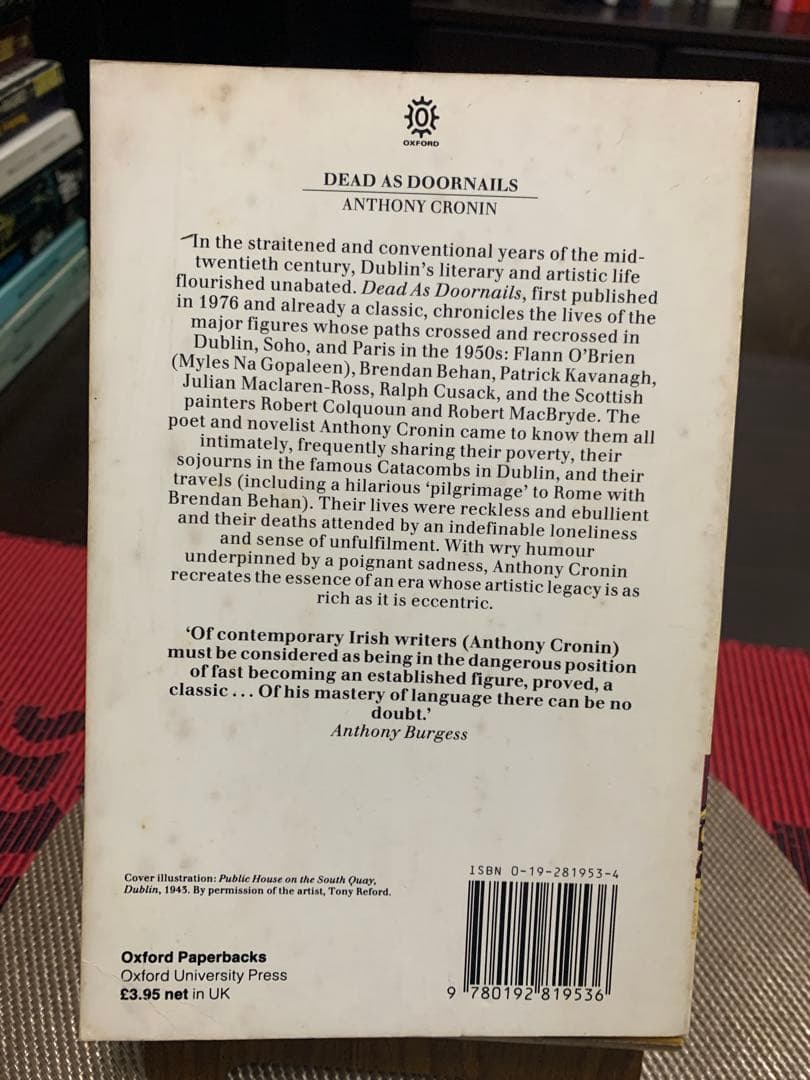 OXFORD
DEAD AS DOORNAILS
ANTHONY CRONIN
In the straitened and conventional years of the mid-
twentieth century, Dublin's literary and artistic life
flourished unabated. Dead As Doornails, first published
in 1976 and already a classic, chronicles the lives of the
major figures whose paths crossed and recrossed in
Dublin, Soho, and Paris in the 1950s: Flann O'Brien
(Myles Na Gopaleen), Brendan Behan, Patrick Kavanagh,
Julian Maclaren-Ross, Ralph Cusack, and the Scottish
painters Robert Colquoun and Robert MacBryde. The
poet and novelist Anthony Cronin came to know them all
intimately, frequently sharing their poverty, their
sojourns in the famous Catacombs in Dublin, and their
travels (including a hilarious 'pilgrimage' to Rome with
Brendan Behan). Their lives were reckless and ebullient
and their deaths attended by an indefinable loneliness
and sense of unfulfilment. With wry humour
underpinned by a poignant sadness, Anthony Cronin
recreates the essence of an era whose artistic legacy is as
rich as it is eccentric.
'Of contemporary Irish writers (Anthony Cronin)
must be considered as being in the dangerous position
of fast becoming an established figure, proved, a
classic ... Of his mastery of language there can be no
doubt.'
Anthony Burgess
Cover illustration: Public House on the South Quay,
Dublin, 1945. By permission of the artist, Tony Reford.
Oxford Paperbacks
Oxford University Press
£3.95 net in UK
ISBN 0-19-281953-4
9 780192 819536